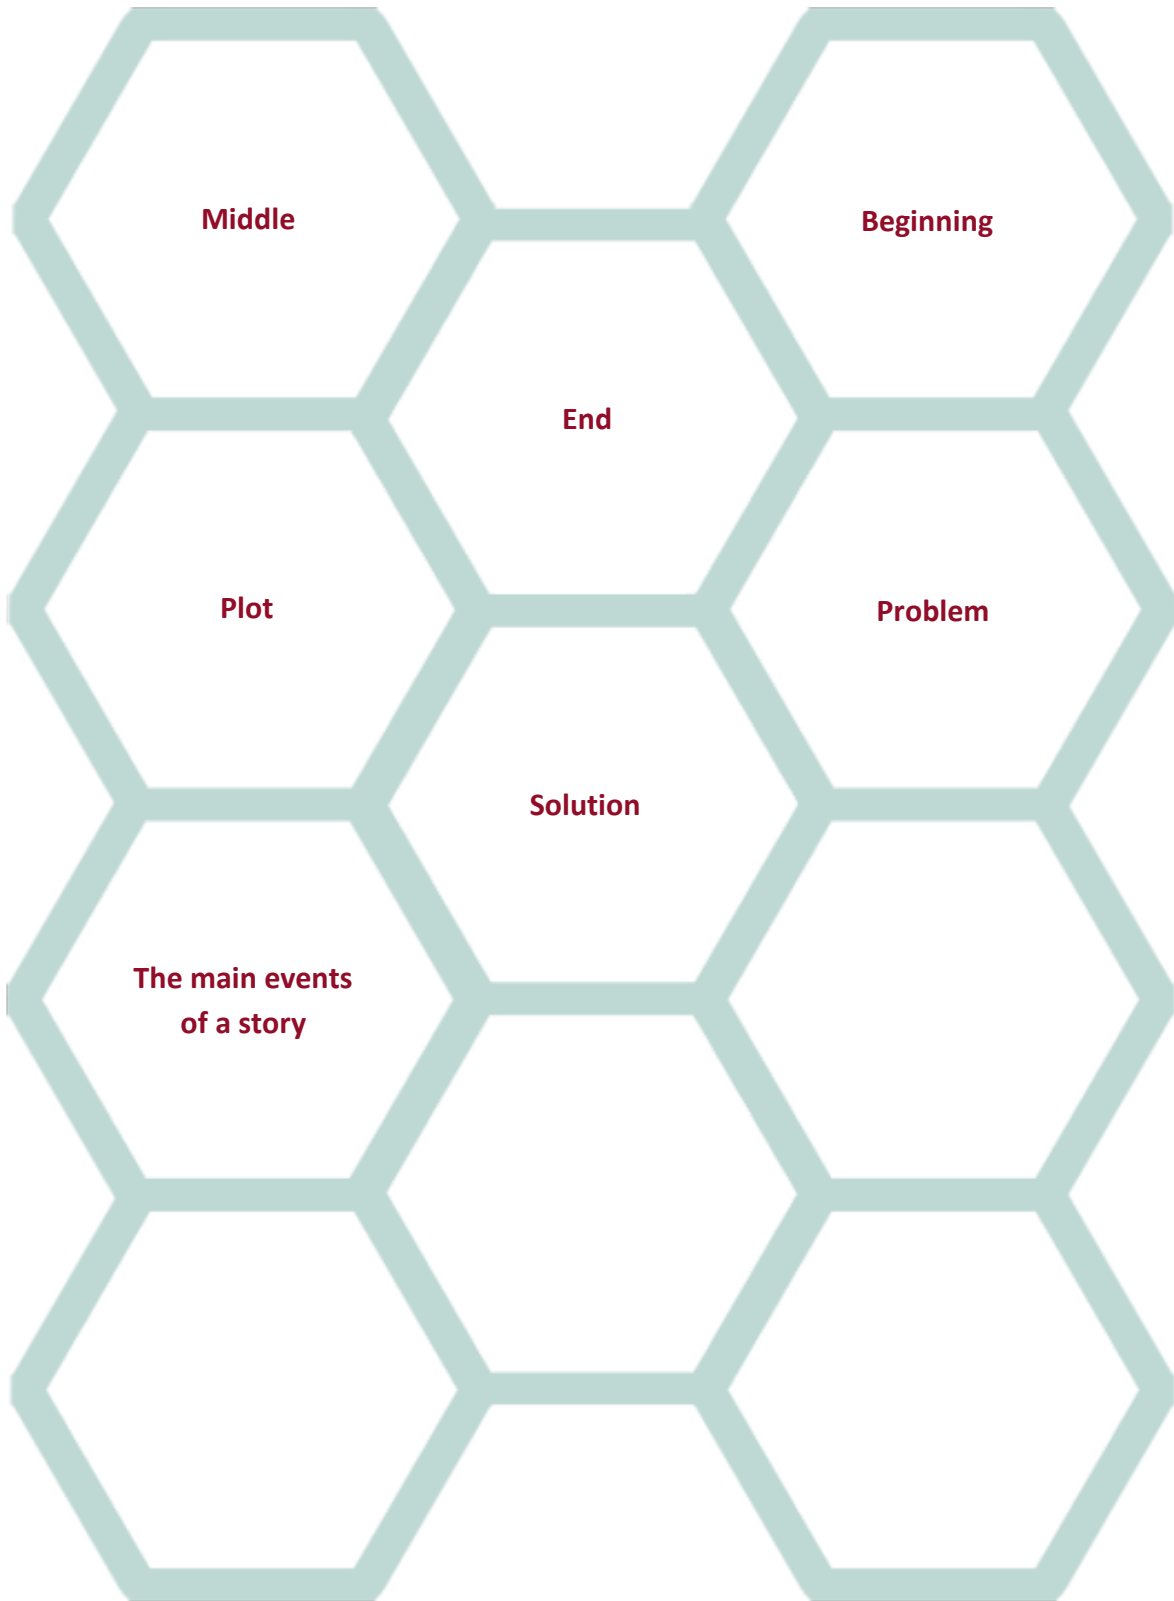 Middle
Beginning
End
Plot
Problem
Solution
The main events
of a story